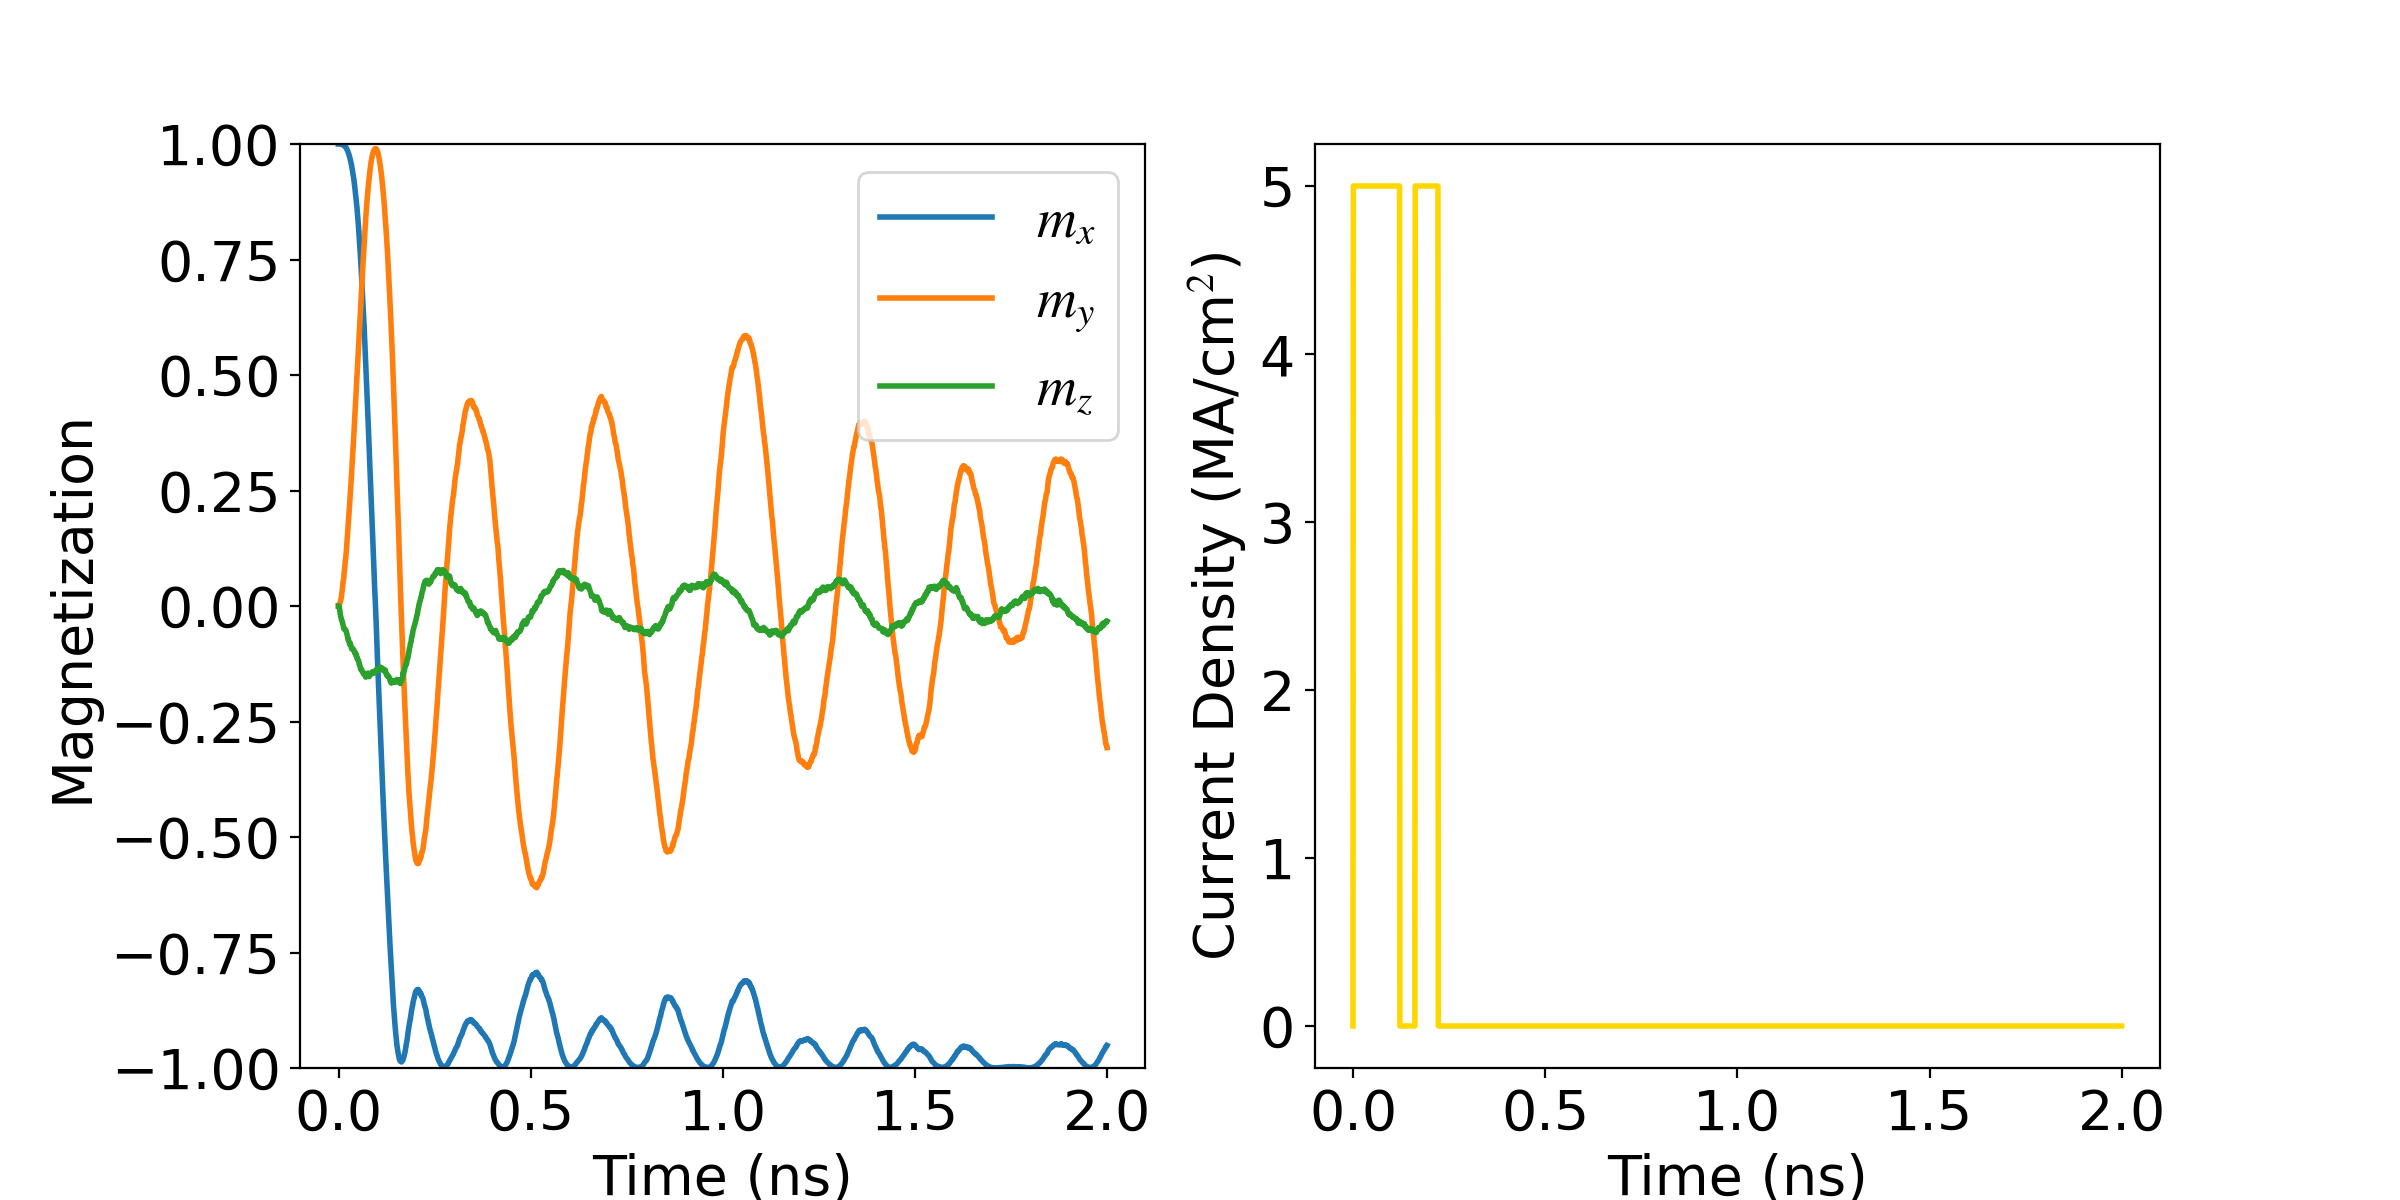 Magnetization
1.00
0.75
0.50
0.25
0.00
−0.25
−0.50
−0.75
−1.00
0.0 0.5 1.0 1.5 2.0
Time (ns)
m_x
m_y
m_z
Current Density (MA/cm²)
5
4
3
2
1
0
0.0 0.5 1.0 1.5 2.0
Time (ns)